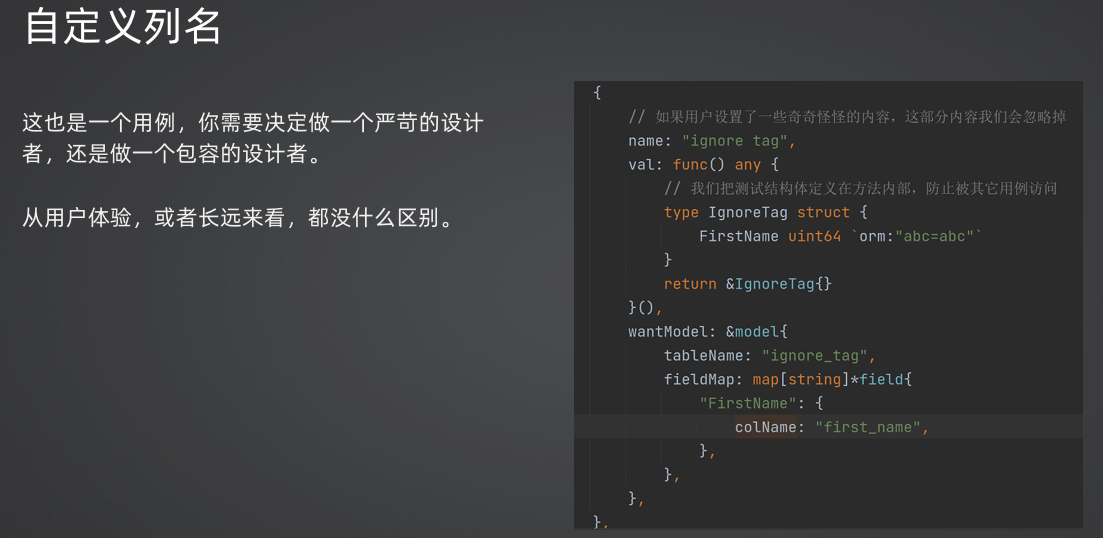 自定义列名
这也是一个用例，你需要决定做一个严苛的设计
者，还是做一个包容的设计者。
从用户体验，或者长远来看，都没什么区别。
{
// 如果用户设置了一些奇奇怪怪的内容，这部分内容我们会忽略掉
name: "ignore tag",
val: func() any {
// 我们把测试结构体定义在方法内部，防止被其它用例访问
type IgnoreTag struct {
FirstName uint64 `orm:"abc=abc"`
}
return &IgnoreTag{}
}(),
wantModel: &model{
tableName: "ignore_tag",
fieldMap: map[string]*field{
"FirstName": {
colName: "first_name",
},
},
},
},